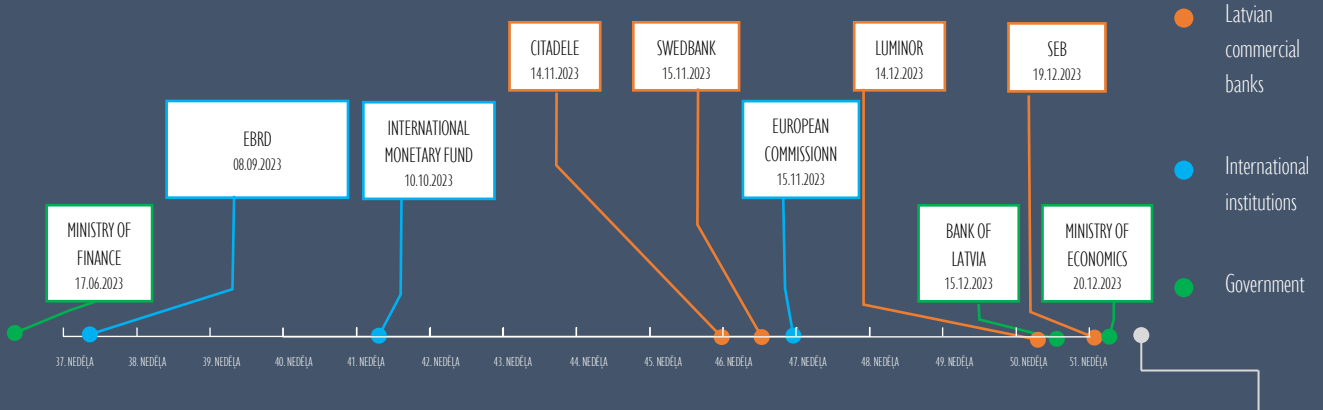 CITADELE
14.11.2023
SWEDBANK
15.11.2023
LUMINOR
14.12.2023
SEB
19.12.2023
Latvian
commercial
banks
EBRD
08.09.2023
INTERNATIONAL
MONETARY FUND
10.10.2023
EUROPEAN
COMMISSIONN
15.11.2023
International
institutions
MINISTRY OF
FINANCE
17.06.2023
BANK OF
LATVIA
15.12.2023
MINISTRY OF
ECONOMICS
20.12.2023
Government
37. NEDĒĻA
38. NEDĒĻA
39. NEDĒĻA
40. NEDĒĻA
41. NEDĒĻA
42. NEDĒĻA
43. NEDĒĻA
44. NEDĒĻA
45. NEDĒĻA
46. NEDĒĻA
47. NEDĒĻA
48. NEDĒĻA
49. NEDĒĻA
50. NEDĒĻA
51. NEDĒĻA